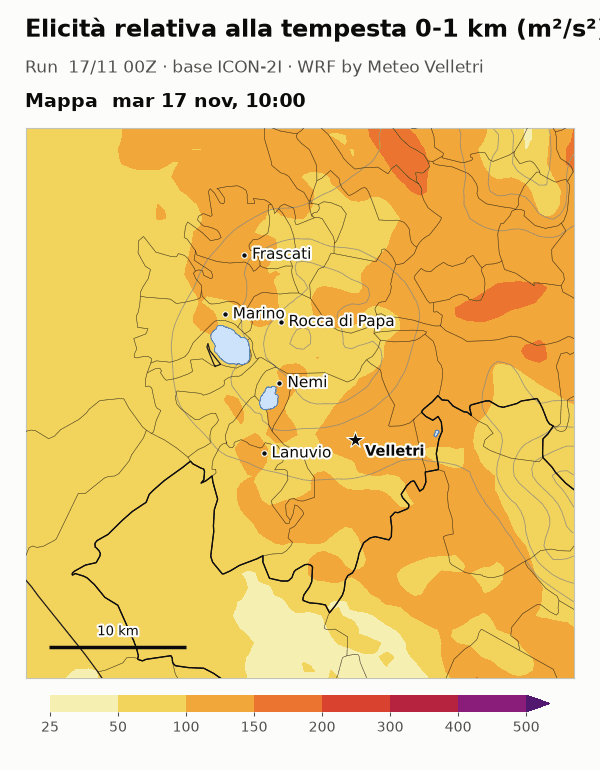 Elicità relativa alla tempesta 0-1 km (m²/s²)
Run  17/11 00Z · base ICON-2I · WRF by Meteo Velletri
Mappa  mar 17 nov, 10:00
Frascati
Marino
Rocca di Papa
Nemi
Velletri
Lanuvio
10 km
25 50 100 150 200 300 400 500